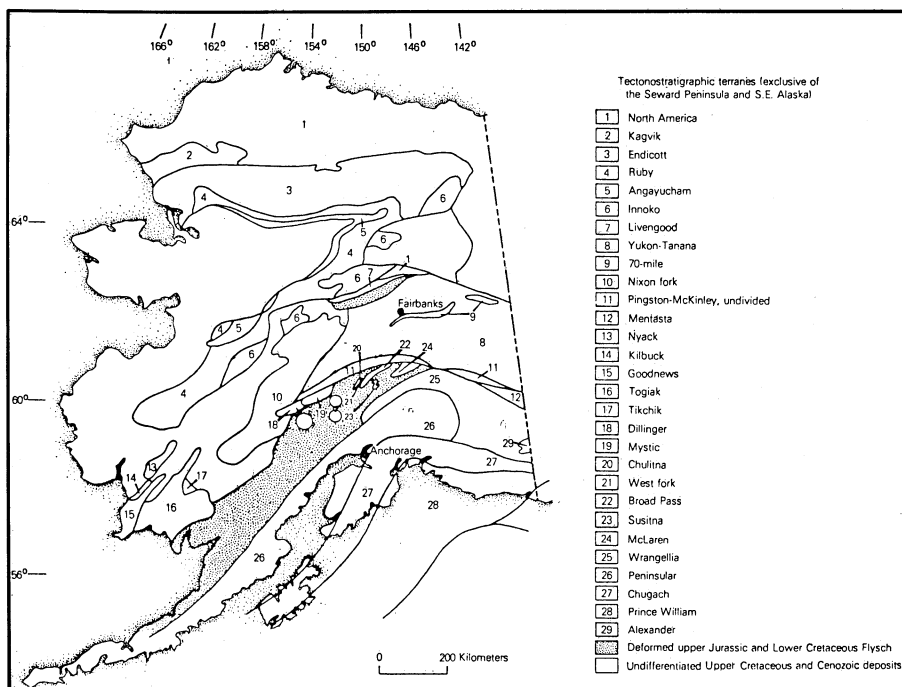 166° 162° 158° 154° 150° 146° 142°
64°
60°
56°
1
2
3
4
6
5
4
6
6
7
1
Fairbanks
9
6
4
5
6
8
20
22
24
11
25
11
12
4
10
21
19
18
23
26
29
Anchorage
27
13
14
17
15
16
27
28
26
0 200 Kilometers
Tectonostratigraphic terranes (exclusive of
the Seward Peninsula and S.E. Alaska)
1 North America
2 Kagvik
3 Endicott
4 Ruby
5 Angayucham
6 Innoko
7 Livengood
8 Yukon-Tanana
9 70-mile
10 Nixon fork
11 Pingston-McKinley, undivided
12 Mentasta
13 Nyack
14 Kilbuck
15 Goodnews
16 Togiak
17 Tikchik
18 Dillinger
19 Mystic
20 Chulitna
21 West fork
22 Broad Pass
23 Susitna
24 McLaren
25 Wrangellia
26 Peninsular
27 Chugach
28 Prince William
29 Alexander
Deformed upper Jurassic and Lower Cretaceous Flysch
Undifferentiated Upper Cretaceous and Cenozoic deposits